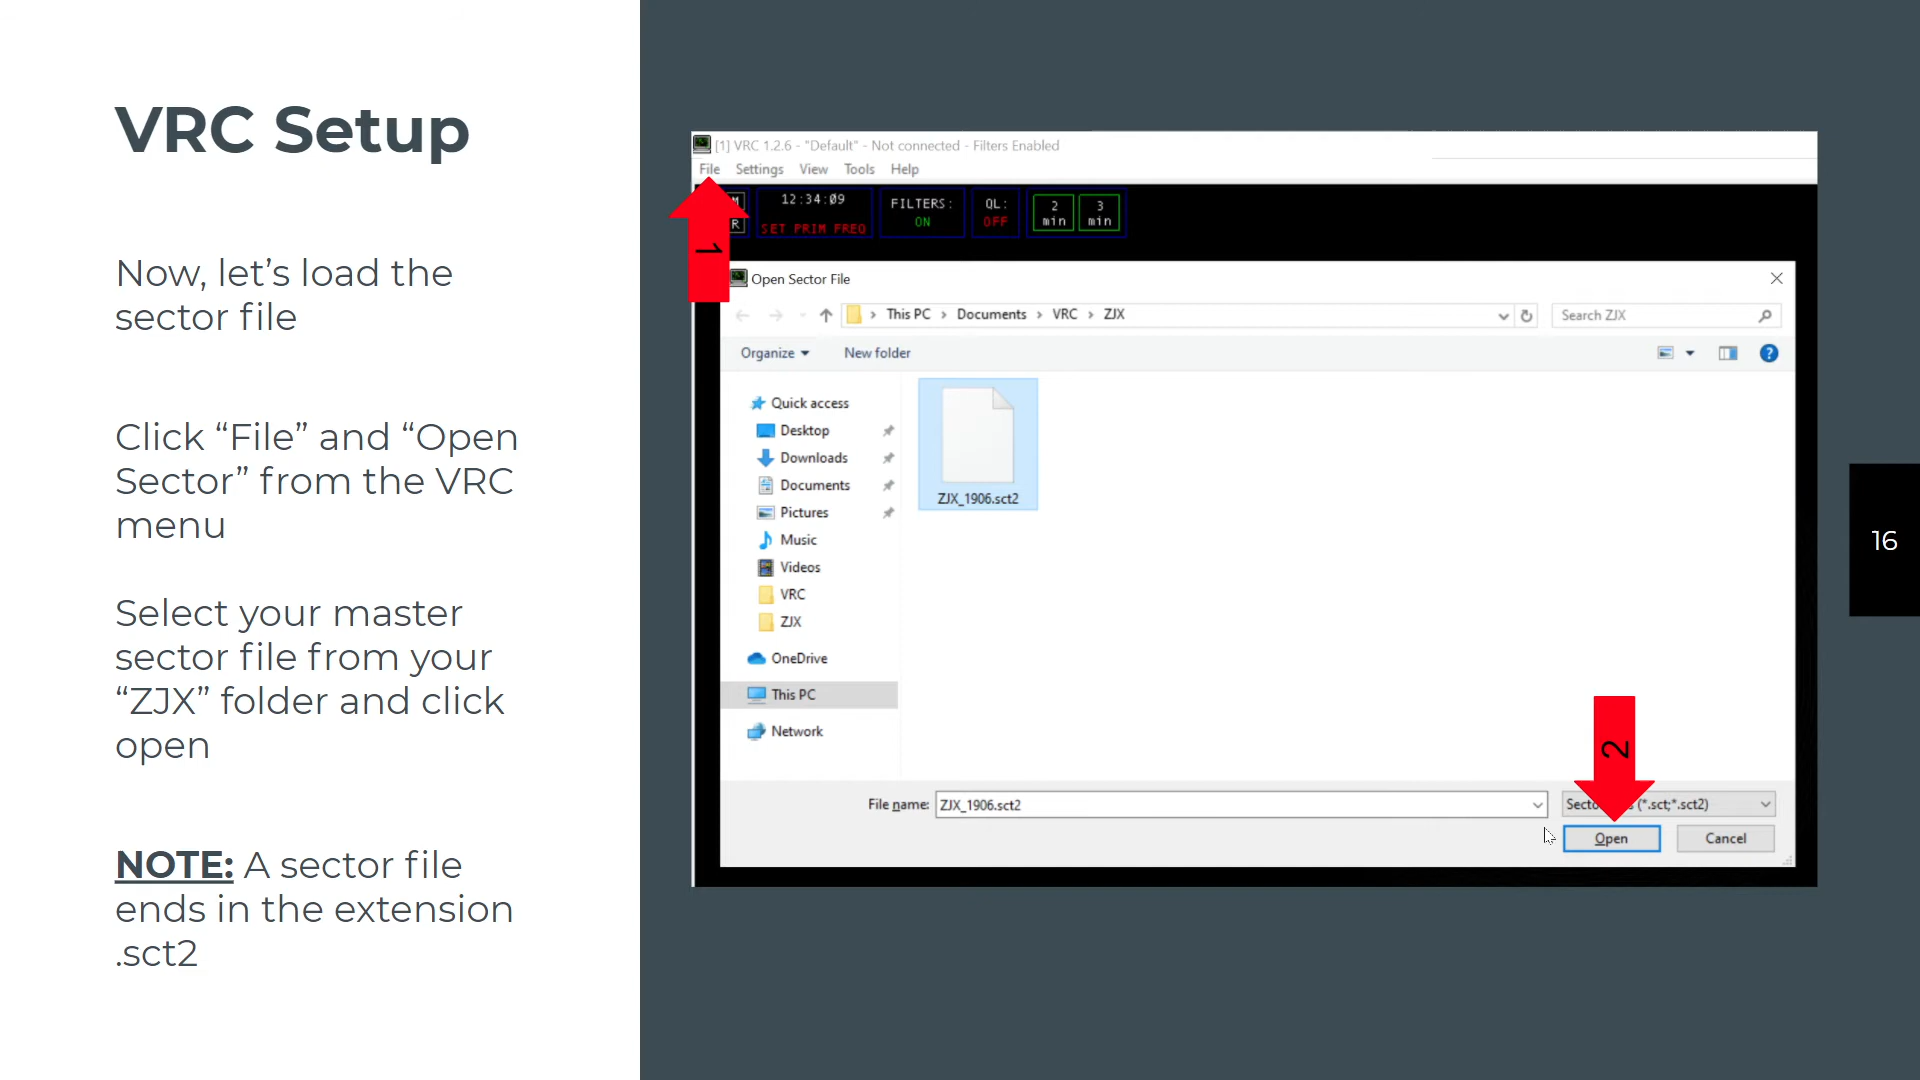 VRC Setup
Now, let’s load the
sector file
Click “File” and “Open
Sector” from the VRC
menu
Select your master
sector file from your
“ZJX” folder and click
open
NOTE: A sector file
ends in the extension
.sct2
[1] VRC 1.2.6 - "Default" - Not connected - Filters Enabled
File Settings View Tools Help
12:34:09
SET PRIM FREQ
FILTERS:
ON
QL:
OFF
2
min
3
min
M
R
1
Open Sector File
This PC › Documents › VRC › ZJX
Search ZJX
Organize
New folder
Quick access
Desktop
Downloads
Documents
Pictures
Music
Videos
VRC
ZJX
OneDrive
This PC
Network
ZJX_1906.sct2
2
File name:
ZJX_1906.sct2
(*.sct;*.sct2)
Open
Cancel
16